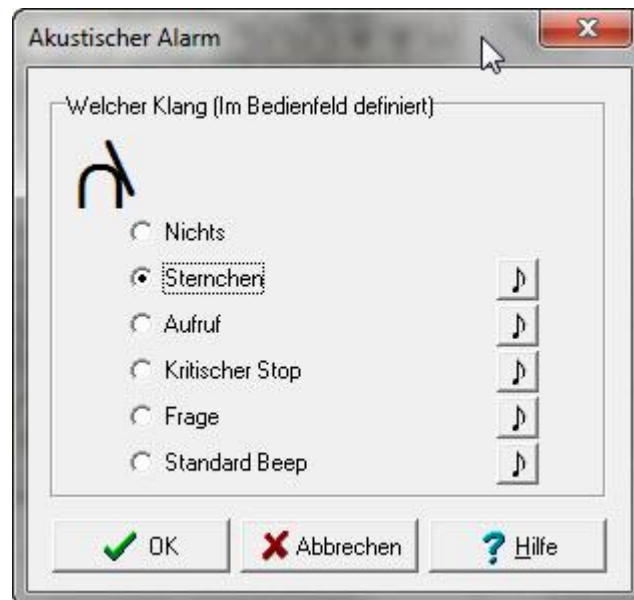 Akustischer Alarm
Welcher Klang (Im Bedienfeld definiert)
Nichts
Sternchen
Aufruf
Kritischer Stop
Frage
Standard Beep
OK
Abbrechen
Hilfe